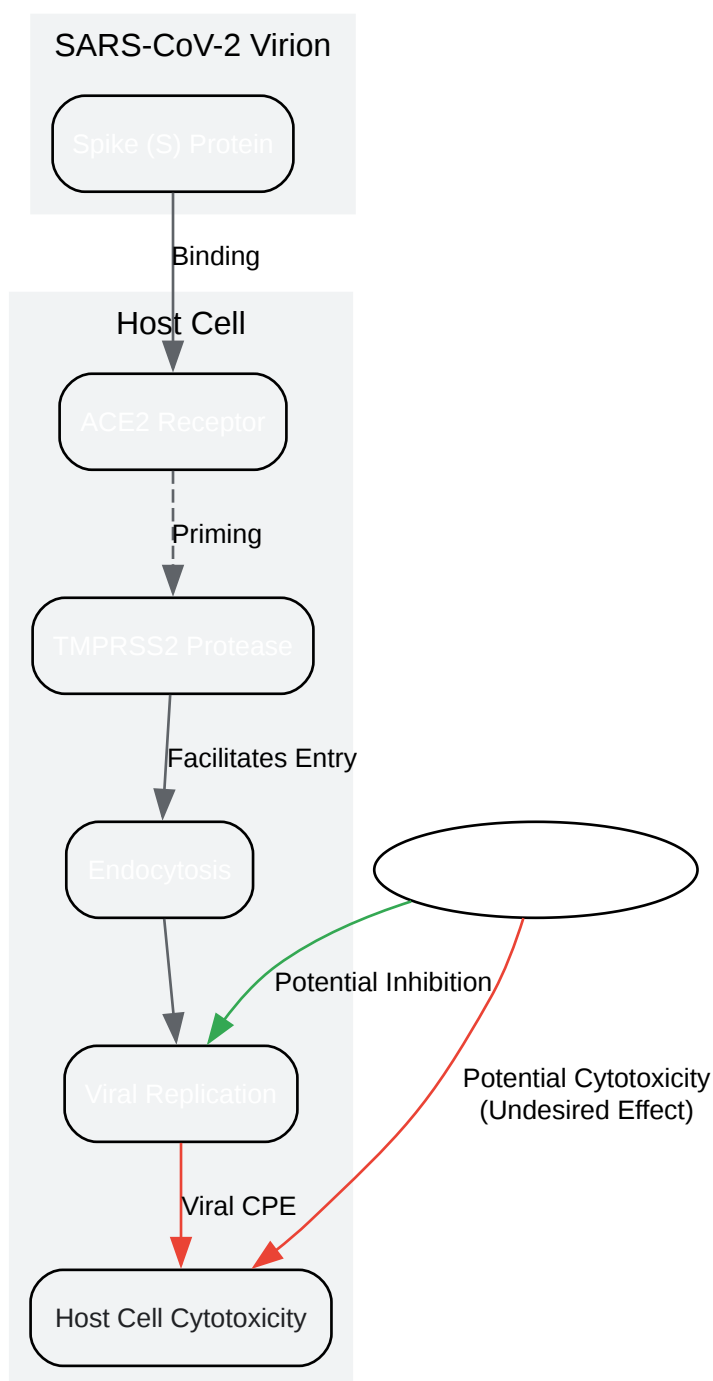 SARS-CoV-2 Virion
Spike (S) Protein
Binding
Host Cell
ACE2 Receptor
Priming
TMPRSS2 Protease
Facilitates Entry
Endocytosis
Potential Inhibition
Potential Cytotoxicity
(Undesired Effect)
Viral Replication
Viral CPE
Host Cell Cytotoxicity